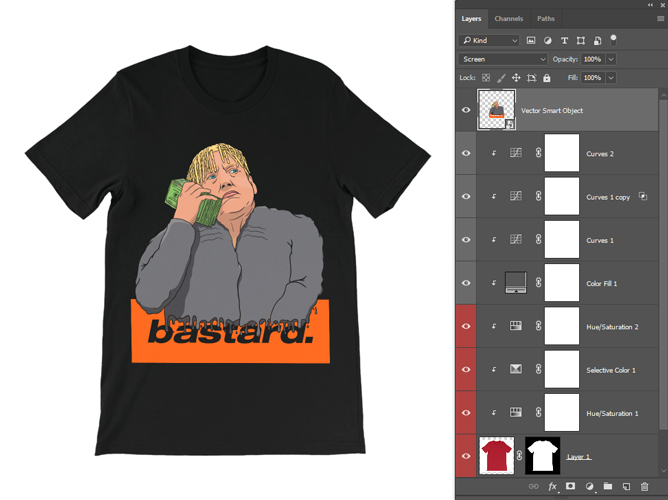 Layers Channels Paths
Kind
Screen Opacity: 100%
Lock: Fill: 100%
Vector Smart Object
Curves 2
Curves 1 copy
Curves 1
Color Fill 1
Hue/Saturation 2
bastard.
Selective Color 1
Hue/Saturation 1
Layer 1
fx